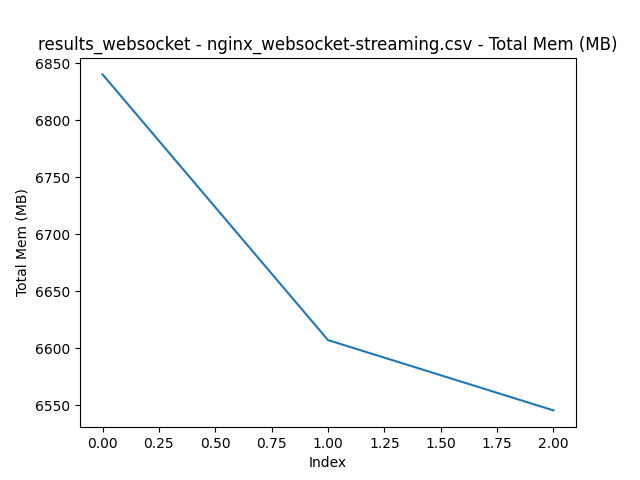 results_websocket - nginx_websocket-streaming.csv - Total Mem (MB)
6850
6800
6750
6700
6650
6600
6550
Total Mem (MB)
0.00 0.25 0.50 0.75 1.00 1.25 1.50 1.75 2.00
Index